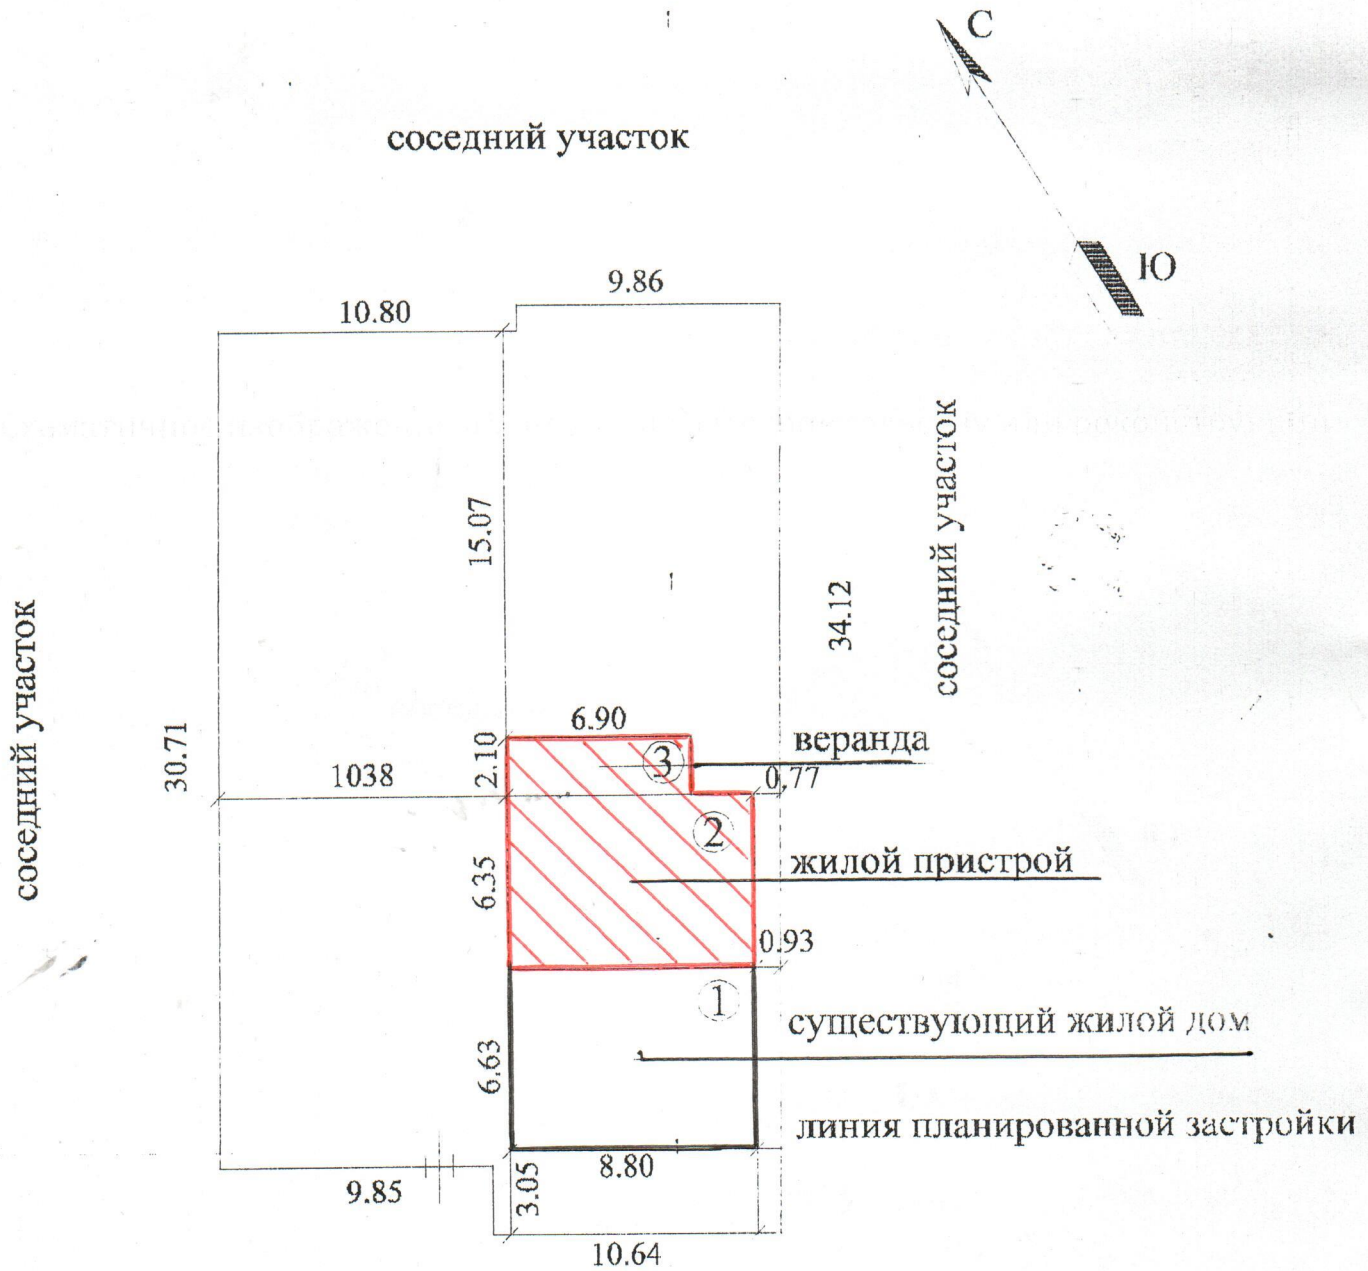 С
соседний участок
Ю
9.86
10.80
15.07
соседний участок
34.12
соседний участок
30.71
6.90
веранда
③
2.10
0.77
1038
②
жилой пристрой
6.35
0.93
①
существующий жилой дом
6.63
линия планированной застройки
8.80
9.85
3.05
10.64